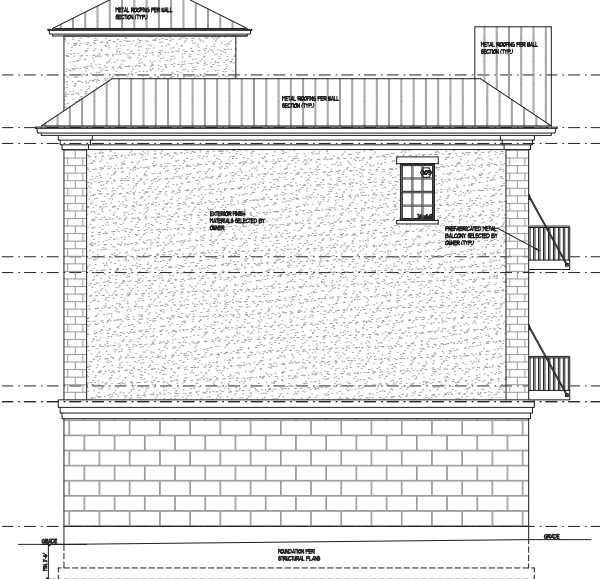 METAL ROOFING PER WALL
SECTION (TYP.)
METAL ROOFING PER WALL
SECTION (TYP.)
METAL ROOFING PER WALL
SECTION (TYP.)
EXTERIOR FINISH
MATERIALS SELECTED BY
OWNER
PREFABRICATED METAL
BALCONY SELECTED BY
OWNER (TYP.)
GRADE
GRADE
FOUNDATION PER
STRUCTURAL PLANS